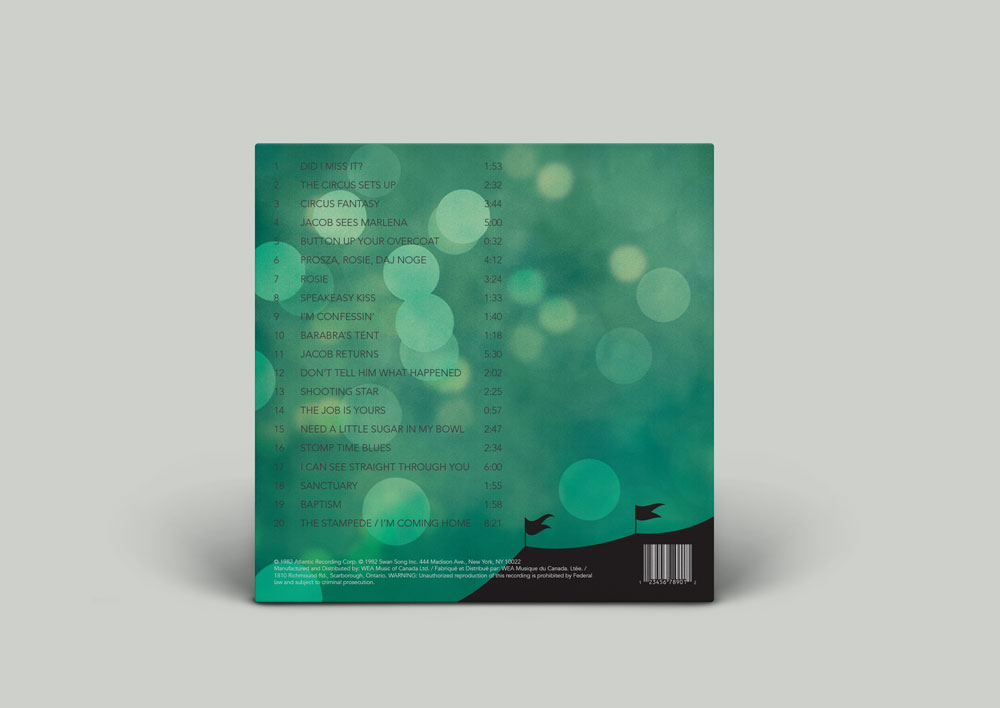 1 DID I MISS IT? 1:53
2 THE CIRCUS SETS UP 2:32
3 CIRCUS FANTASY 3:44
4 JACOB SEES MARLENA 5:00
5 BUTTON UP YOUR OVERCOAT 0:32
6 PROSZA, ROSIE, DAJ NOGE 4:12
7 ROSIE 3:24
8 SPEAKEASY KISS 1:33
9 I'M CONFESSIN' 1:40
10 BARABRA'S TENT 1:18
11 JACOB RETURNS 5:30
12 DON'T TELL HIM WHAT HAPPENED 2:02
13 SHOOTING STAR 2:25
14 THE JOB IS YOURS 0:57
15 NEED A LITTLE SUGAR IN MY BOWL 2:47
16 STOMP TIME BLUES 2:34
17 I CAN SEE STRAIGHT THROUGH YOU 6:00
18 SANCTUARY 1:55
19 BAPTISM 1:58
20 THE STAMPEDE / I'M COMING HOME 8:21
© 1982 Atlantic Recording Corp. © 1982 Swan Song Inc. 444 Madison Ave., New York, NY 10022
Manufactured and Distributed by: WEA Music of Canada Ltd. / Fabriqué et Distribué par: WEA Musique du Canada. Ltée. /
1810 Birchmound Rd., Scarborough, Ontario. WARNING: Unauthorized reproduction of this recording is prohibited by Federal
law and subject to criminal prosecution.
1 23456 78901 2